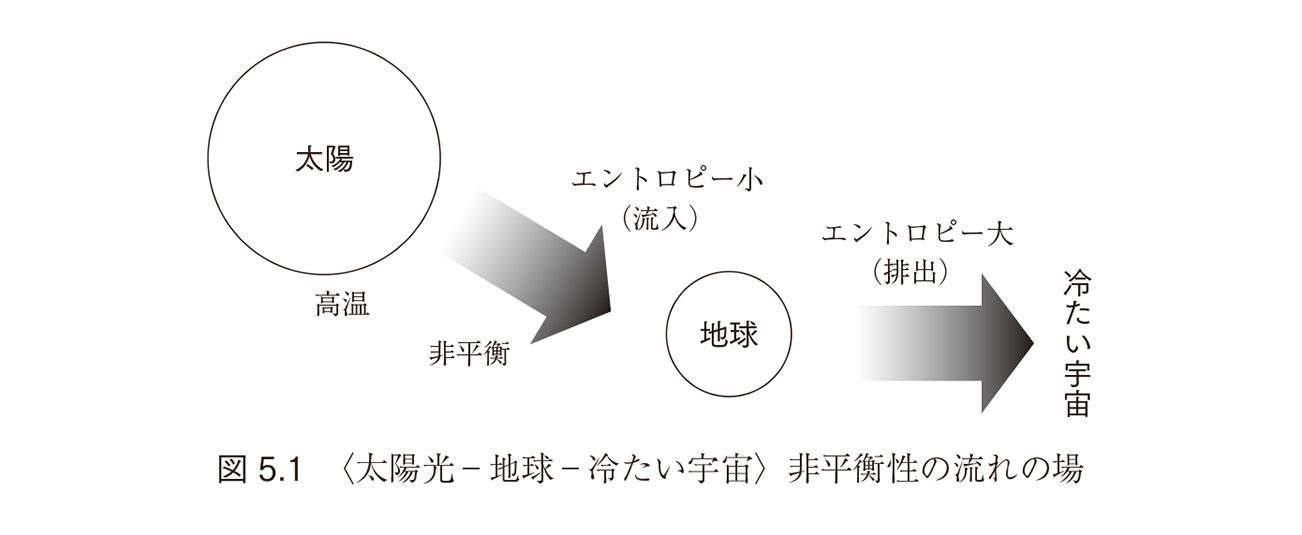 太陽
高温
非平衡
エントロピー小
（流入）
地球
エントロピー大
（排出）
冷たい宇宙
図 5.1 〈太陽光－地球－冷たい宇宙〉非平衡性の流れの場